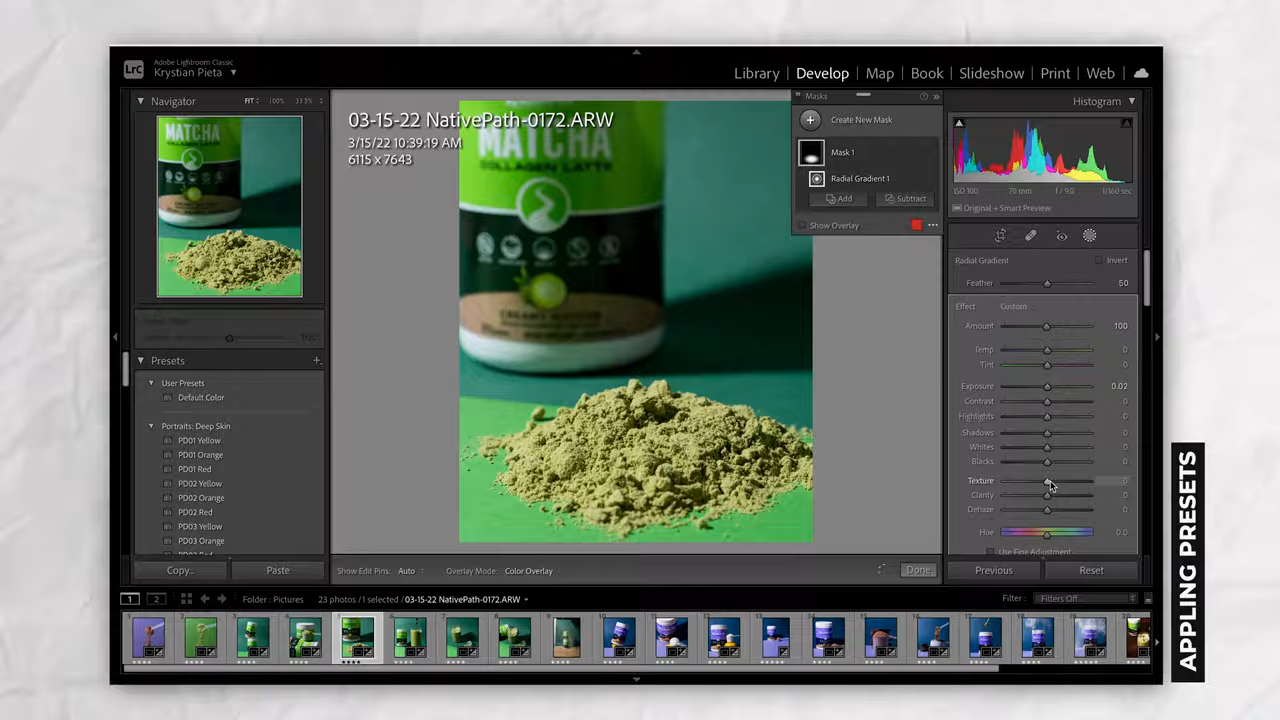 Adobe Lightroom Classic
Krystian Pieta
Library | Develop | Map | Book | Slideshow | Print | Web
Navigator
FIT
100%
33.3%
Presets
User Presets
Default Color
Portraits: Deep Skin
PD01 Yellow
PD01 Orange
PD01 Red
PD02 Yellow
PD02 Orange
PD02 Red
PD03 Yellow
PD03 Orange
Copy...
Paste
03-15-22 NativePath-0172.ARW
3/15/22 10:39:19 AM
6115 x 7643
MATCHA
COLLAGEN LATTE
Masks
Create New Mask
Mask 1
Radial Gradient 1
Add
Subtract
Show Overlay
Histogram
ISO 100 70 mm f / 9.0 1/160 sec
Original + Smart Preview
Radial Gradient
Invert
Feather 50
Effect Custom
Amount 100
Temp 0
Tint 0
Exposure 0.02
Contrast 0
Highlights 0
Shadows 0
Whites 0
Blacks 0
Texture 0
Clarity 0
Dehaze 0
Hue 0.0
Use Fine Adjustment
Previous
Reset
Show Edit Pins: Auto
Overlay Mode: Color Overlay
Done
1 2
Folder : Pictures
23 photos / 1 selected / 03-15-22 NativePath-0172.ARW
Filter : Filters Off
APPLING PRESETS